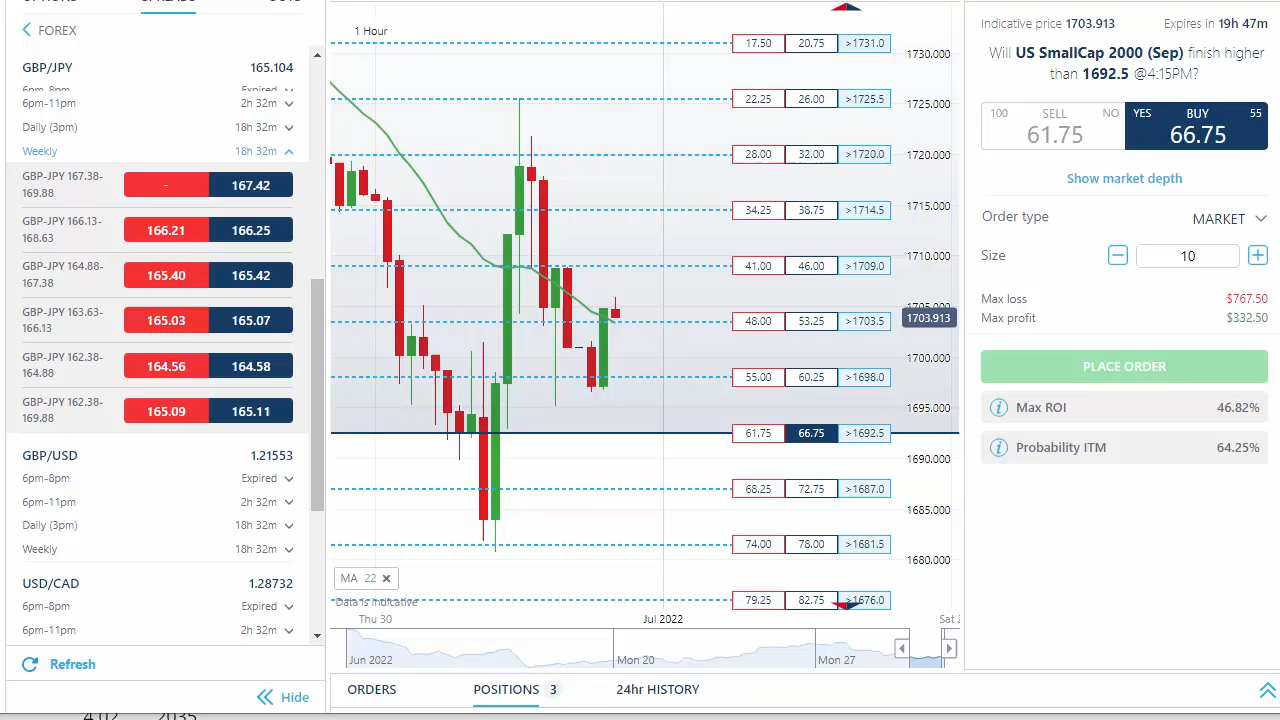 SPREADS
FOREX
GBP/JPY 165.104
6pm-8pm Expired
6pm-11pm 2h 32m
Daily (3pm) 18h 32m
Weekly 18h 32m
GBP-JPY 167.38-
169.88
- 167.42
GBP-JPY 166.13-
168.63
166.21 166.25
GBP-JPY 164.88-
167.38
165.40 165.42
GBP-JPY 163.63-
166.13
165.03 165.07
GBP-JPY 162.38-
164.88
164.56 164.58
GBP-JPY 162.38-
169.88
165.09 165.11
GBP/USD 1.21553
6pm-8pm Expired
6pm-11pm 2h 32m
Daily (3pm) 18h 32m
Weekly 18h 32m
USD/CAD 1.28732
6pm-8pm Expired
6pm-11pm 2h 32m
Refresh
Hide
4.02 2035
1 Hour
17.50 20.75 >1731.0
22.25 26.00 >1725.5
28.00 32.00 >1720.0
34.25 38.75 >1714.5
41.00 46.00 >1709.0
48.00 53.25 >1703.5
55.00 60.25 >1698.0
61.75 66.75 >1692.5
68.25 72.75 >1687.0
74.00 78.00 >1681.5
79.25 82.75 >1676.0
1730.000
1725.000
1720.000
1715.000
1710.000
1705.000
1703.913
1700.000
1695.000
1690.000
1685.000
1680.000
MA 22
Data is indicative
Thu 30 Jul 2022 Sat 2
Jun 2022 Mon 20 Mon 27
ORDERS POSITIONS 3 24hr HISTORY
Indicative price 1703.913 Expires in 19h 47m
Will US SmallCap 2000 (Sep) finish higher
than 1692.5 @4:15PM?
100 SELL NO YES BUY 55
61.75 66.75
Show market depth
Order type MARKET
Size 10
Max loss $767.50
Max profit $332.50
PLACE ORDER
Max ROI 46.82%
Probability ITM 64.25%